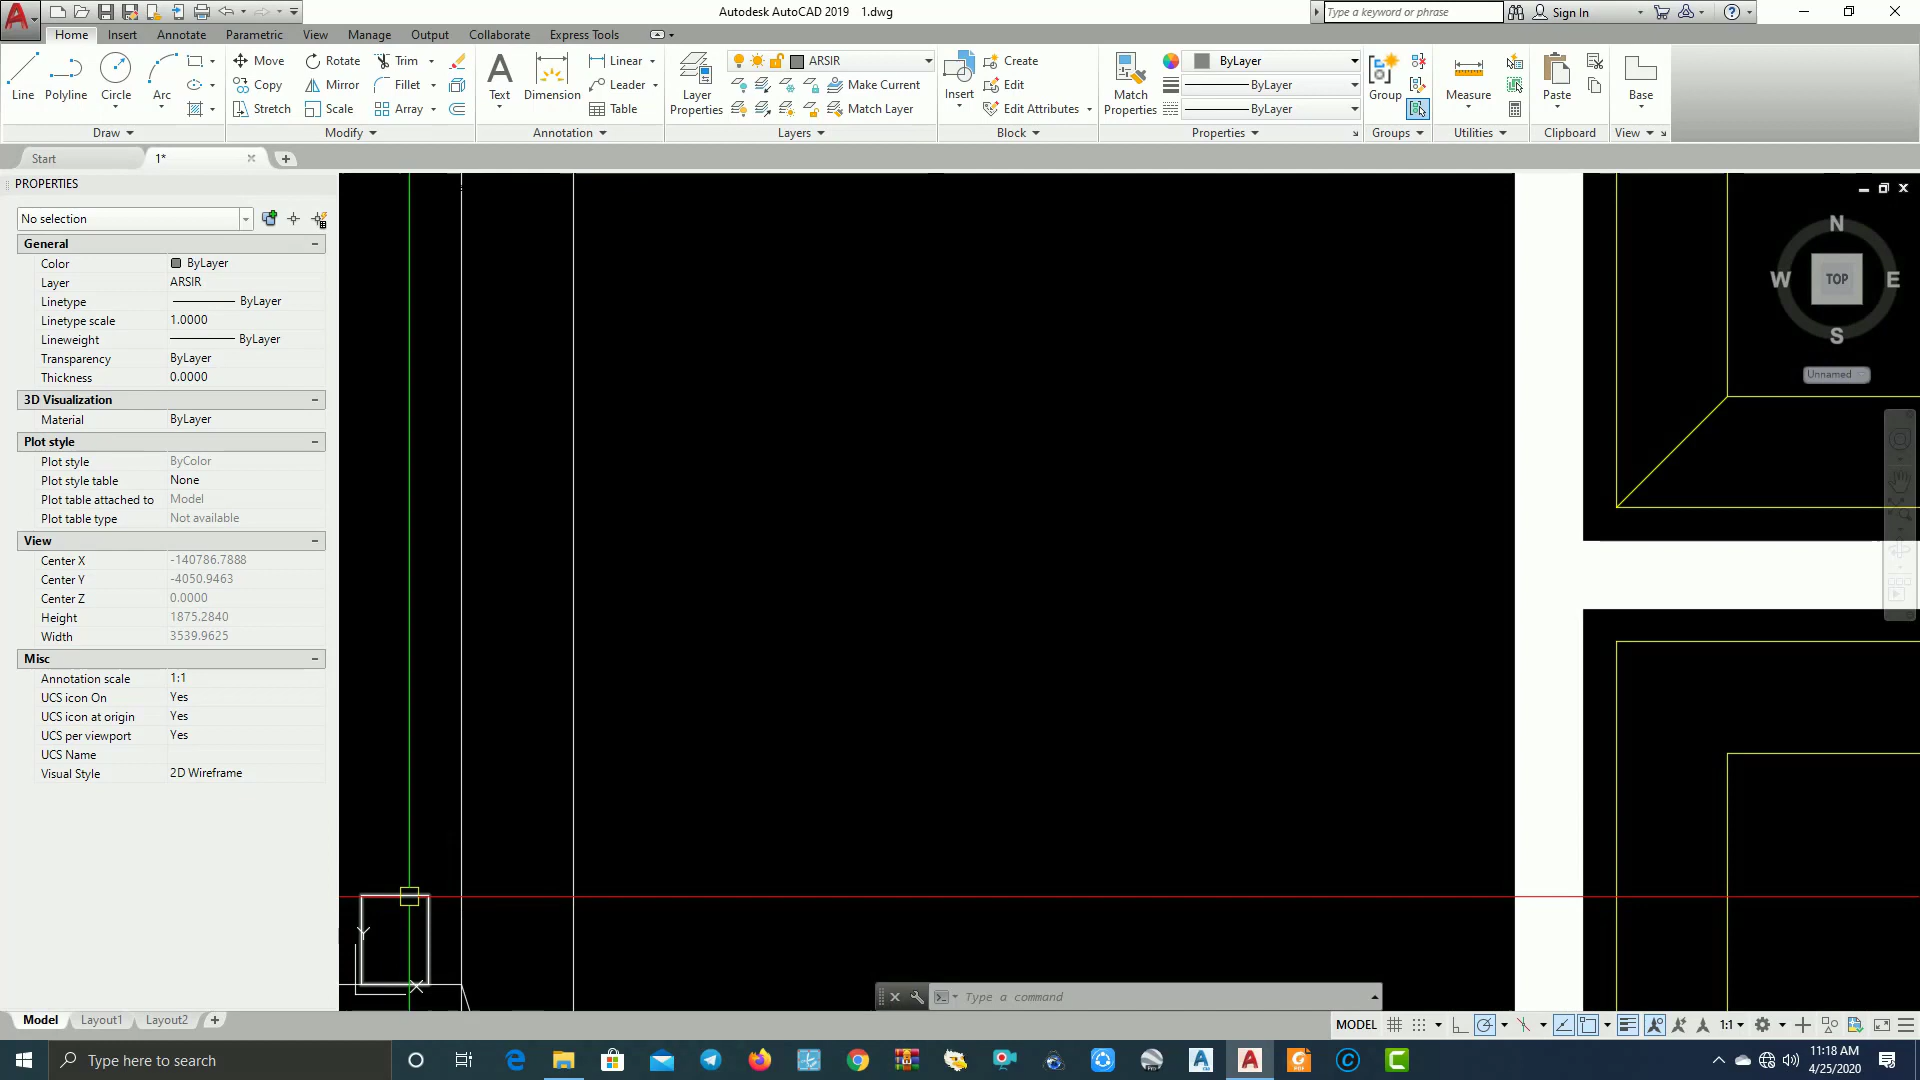 Autodesk AutoCAD 2019 1.dwg
Type a keyword or phrase
Sign In
Home Insert Annotate Parametric View Manage Output Collaborate Express Tools
Line Polyline Circle Arc
Move Rotate Trim
Copy Mirror Fillet
Stretch Scale Array
Text Dimension
Linear
Leader
Table
Layer Properties
ARSIR
Make Current
Match Layer
Insert
Create
Edit
Edit Attributes
Match Properties
ByLayer
ByLayer
ByLayer
Group
Measure
Paste
Base
Draw Modify Annotation Layers Block Properties Groups Utilities Clipboard View
Start 1*
PROPERTIES
No selection
General
Color ByLayer
Layer ARSIR
Linetype ByLayer
Linetype scale 1.0000
Lineweight ByLayer
Transparency ByLayer
Thickness 0.0000
3D Visualization
Material ByLayer
Plot style
Plot style ByColor
Plot style table None
Plot table attached to Model
Plot table type Not available
View
Center X -140786.7888
Center Y -4050.9463
Center Z 0.0000
Height 1875.2840
Width 3539.9625
Misc
Annotation scale 1:1
UCS icon On Yes
UCS icon at origin Yes
UCS per viewport Yes
UCS Name
Visual Style 2D Wireframe
N
W TOP E
S
Unnamed
Y
X
Type a command
Model Layout1 Layout2
MODEL 1:1
Type here to search
11:18 AM
4/25/2020